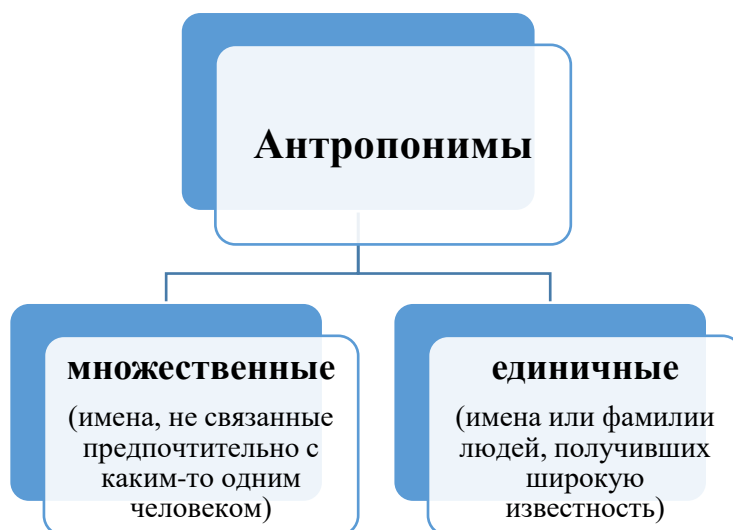 Антропонимы
множественные
(имена, не связанные
предпочтительно с
каким-то одним
человеком)
единичные
(имена или фамилии
людей, получивших
широкую
известность)